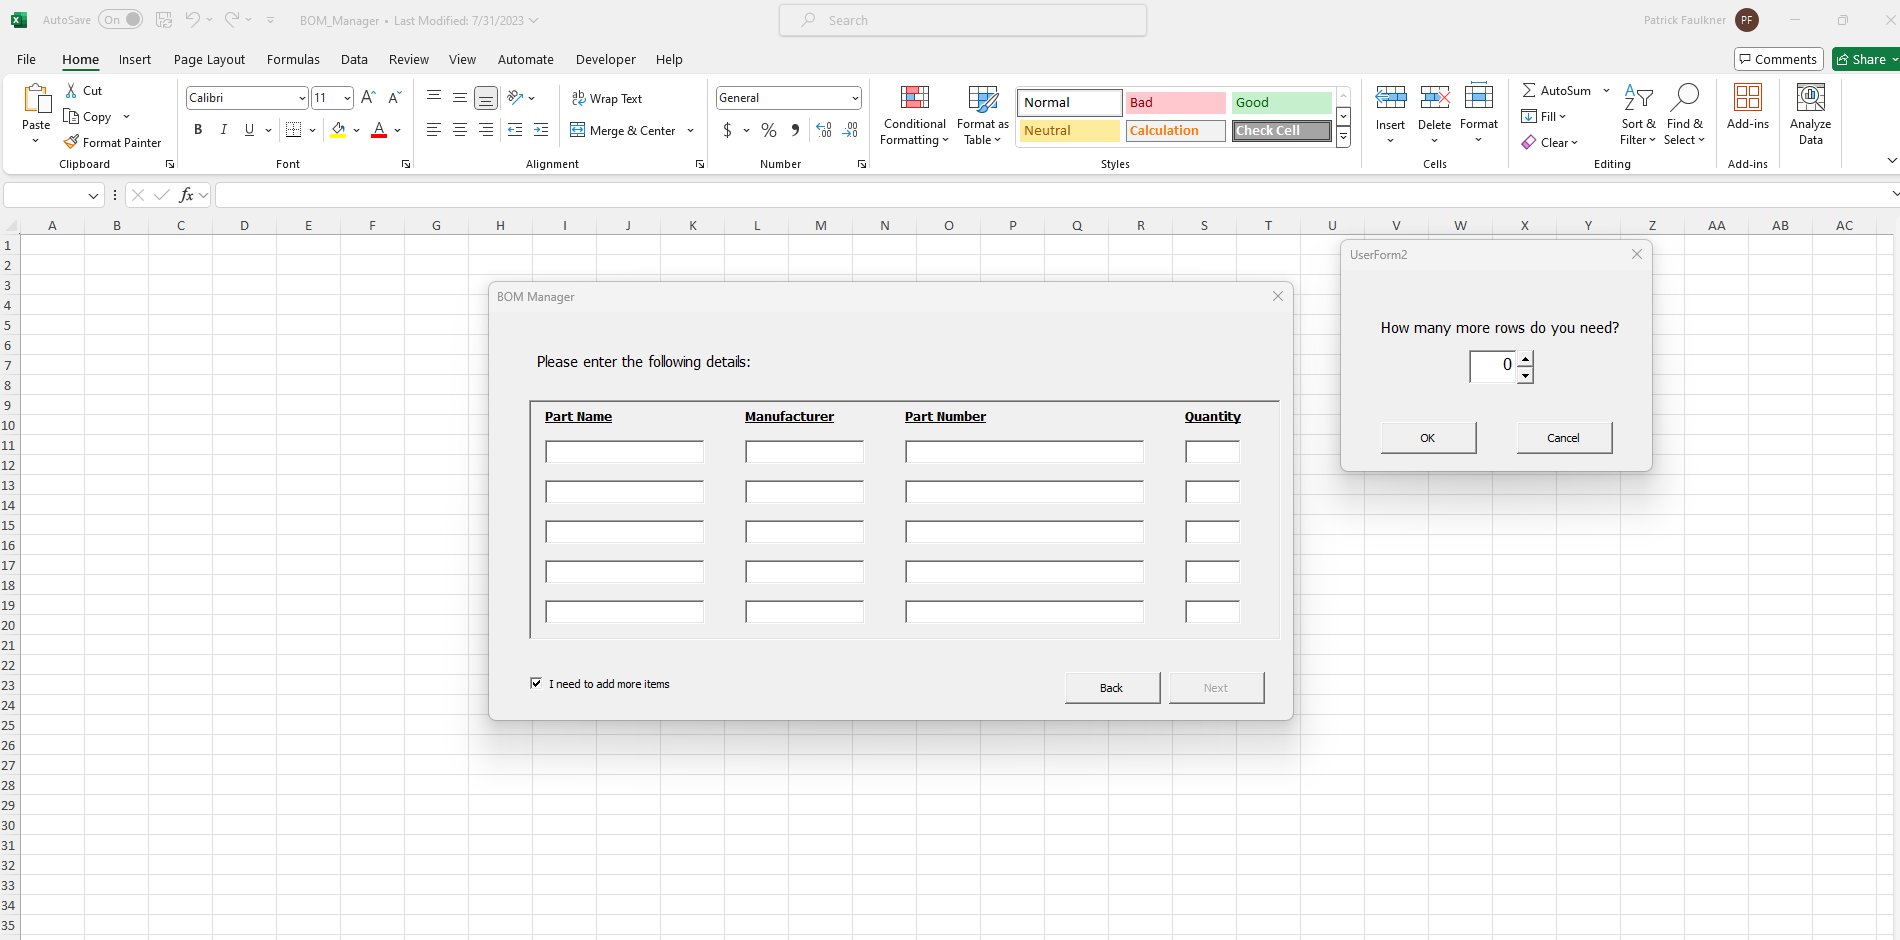 AutoSave On BOM_Manager • Last Modified: 7/31/2023 Search Patrick Faulkner PF
File Home Insert Page Layout Formulas Data Review View Automate Developer Help Comments Share
Paste Cut Copy Format Painter Clipboard
Calibri 11 B I U Font
Wrap Text Merge & Center Alignment
General $ % Number
Conditional Formatting Format as Table
Normal Bad Good
Neutral Calculation Check Cell
Styles
Insert Delete Format Cells
AutoSum Fill Clear Sort & Filter Find & Select Editing
Add-ins Add-ins
Analyze Data
fx
A B C D E F G H I J K L M N O P Q R S T U V W X Y Z AA AB AC
1
2
3
4
5
6
7
8
9
10
11
12
13
14
15
16
17
18
19
20
21
22
23
24
25
26
27
28
29
30
31
32
33
34
35
BOM Manager
Please enter the following details:
Part Name Manufacturer Part Number Quantity
I need to add more items
Back Next
UserForm2
How many more rows do you need?
0
OK Cancel